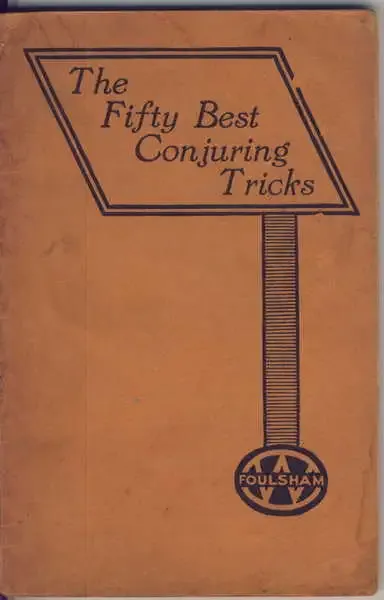 The
Fifty Best
Conjuring
Tricks
FOULSHAM